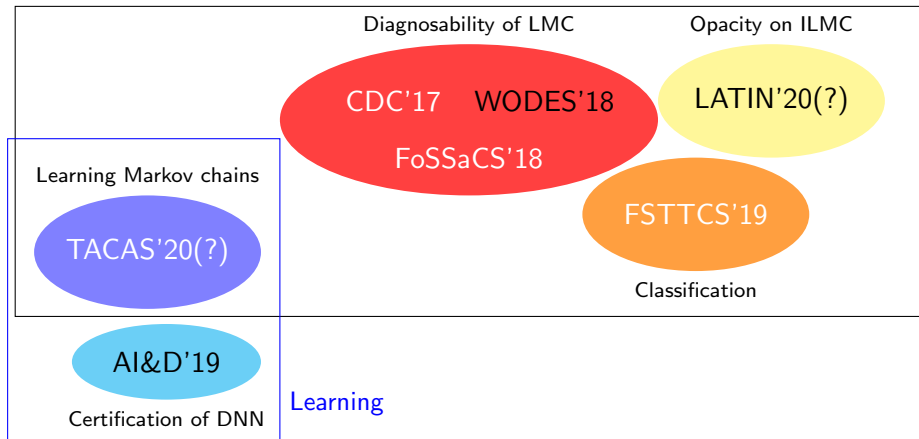 Diagnosability of LMC
Opacity on ILMC
CDC'17 WODES'18
LATIN'20(?)
FoSSaCS'18
Learning Markov chains
FSTTCS'19
TACAS'20(?)
Classification
AI&D'19
Learning
Certification of DNN